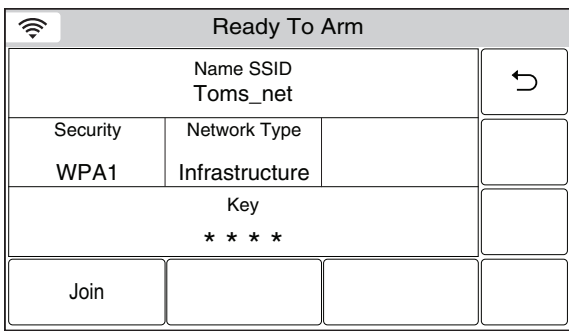 Ready To Arm
Name SSID
Toms_net
Security
Network Type
WPA1
Infrastructure
Key
* * * *
Join